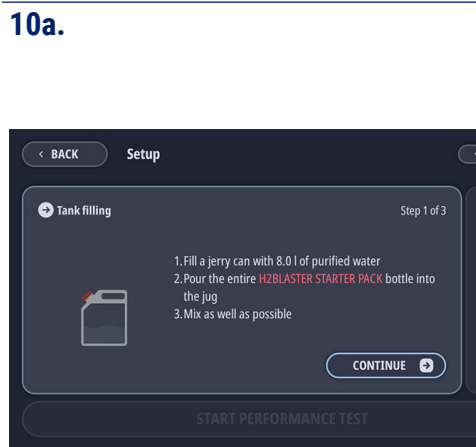 10a.
BACK
Setup
Tank filling
Step 1 of 3
1.Fill a jerry can with 8.0 l of purified water
2.Pour the entire H2BLASTER STARTER PACK bottle into
the jug
3.Mix as well as possible
CONTINUE
START PERFORMANCE TEST